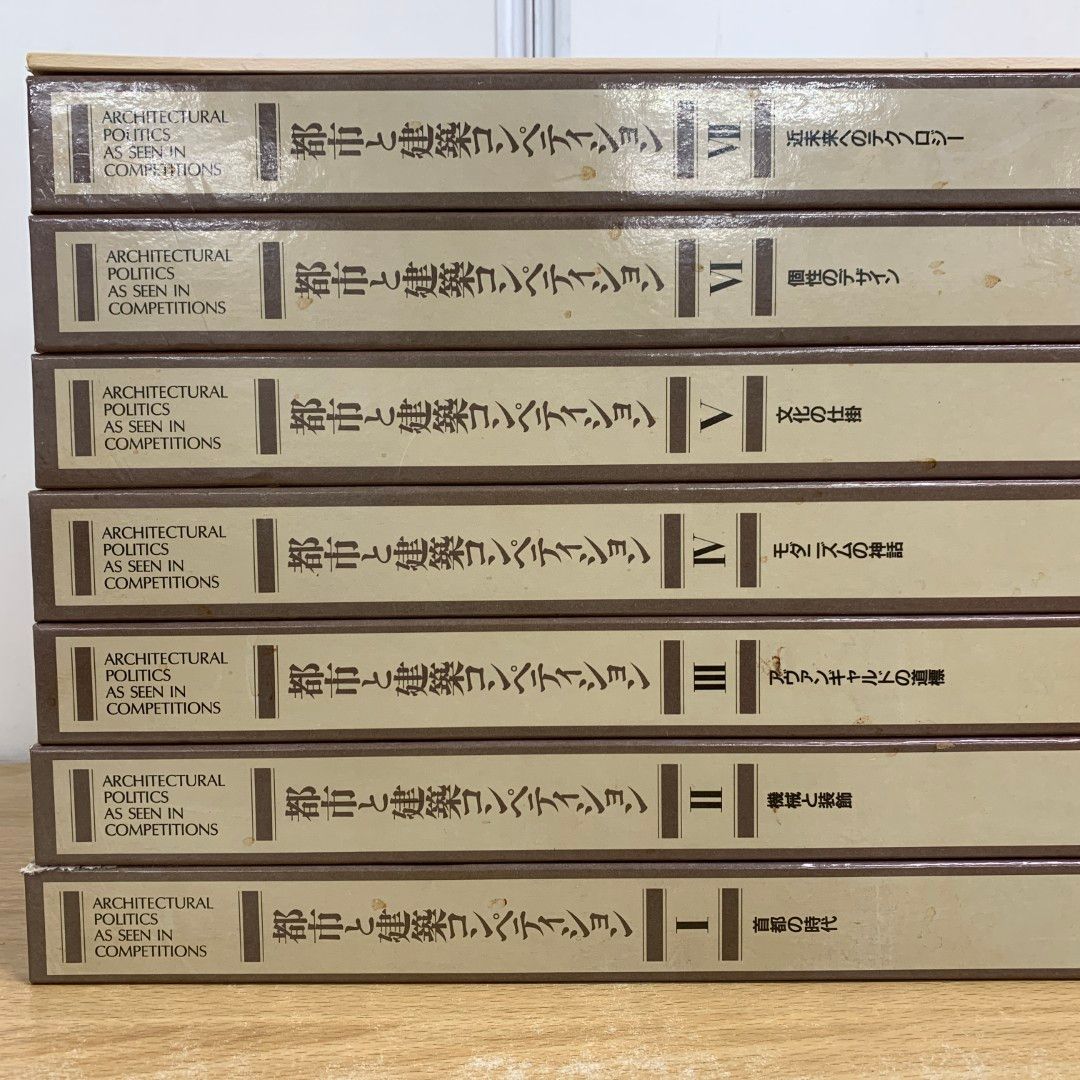 ARCHITECTURAL
POLITICS
AS SEEN IN
COMPETITIONS
都市と建築コンペティション
VII
近未来へのテクノロジー
ARCHITECTURAL
POLITICS
AS SEEN IN
COMPETITIONS
都市と建築コンペティション
VI
個性のデザイン
ARCHITECTURAL
POLITICS
AS SEEN IN
COMPETITIONS
都市と建築コンペティション
V
文化の仕掛
ARCHITECTURAL
POLITICS
AS SEEN IN
COMPETITIONS
都市と建築コンペティション
IV
モダニズムの神話
ARCHITECTURAL
POLITICS
AS SEEN IN
COMPETITIONS
都市と建築コンペティション
III
アヴァンギャルドの道標
ARCHITECTURAL
POLITICS
AS SEEN IN
COMPETITIONS
都市と建築コンペティション
II
機械と装飾
ARCHITECTURAL
POLITICS
AS SEEN IN
COMPETITIONS
都市と建築コンペティション
I
首都の時代